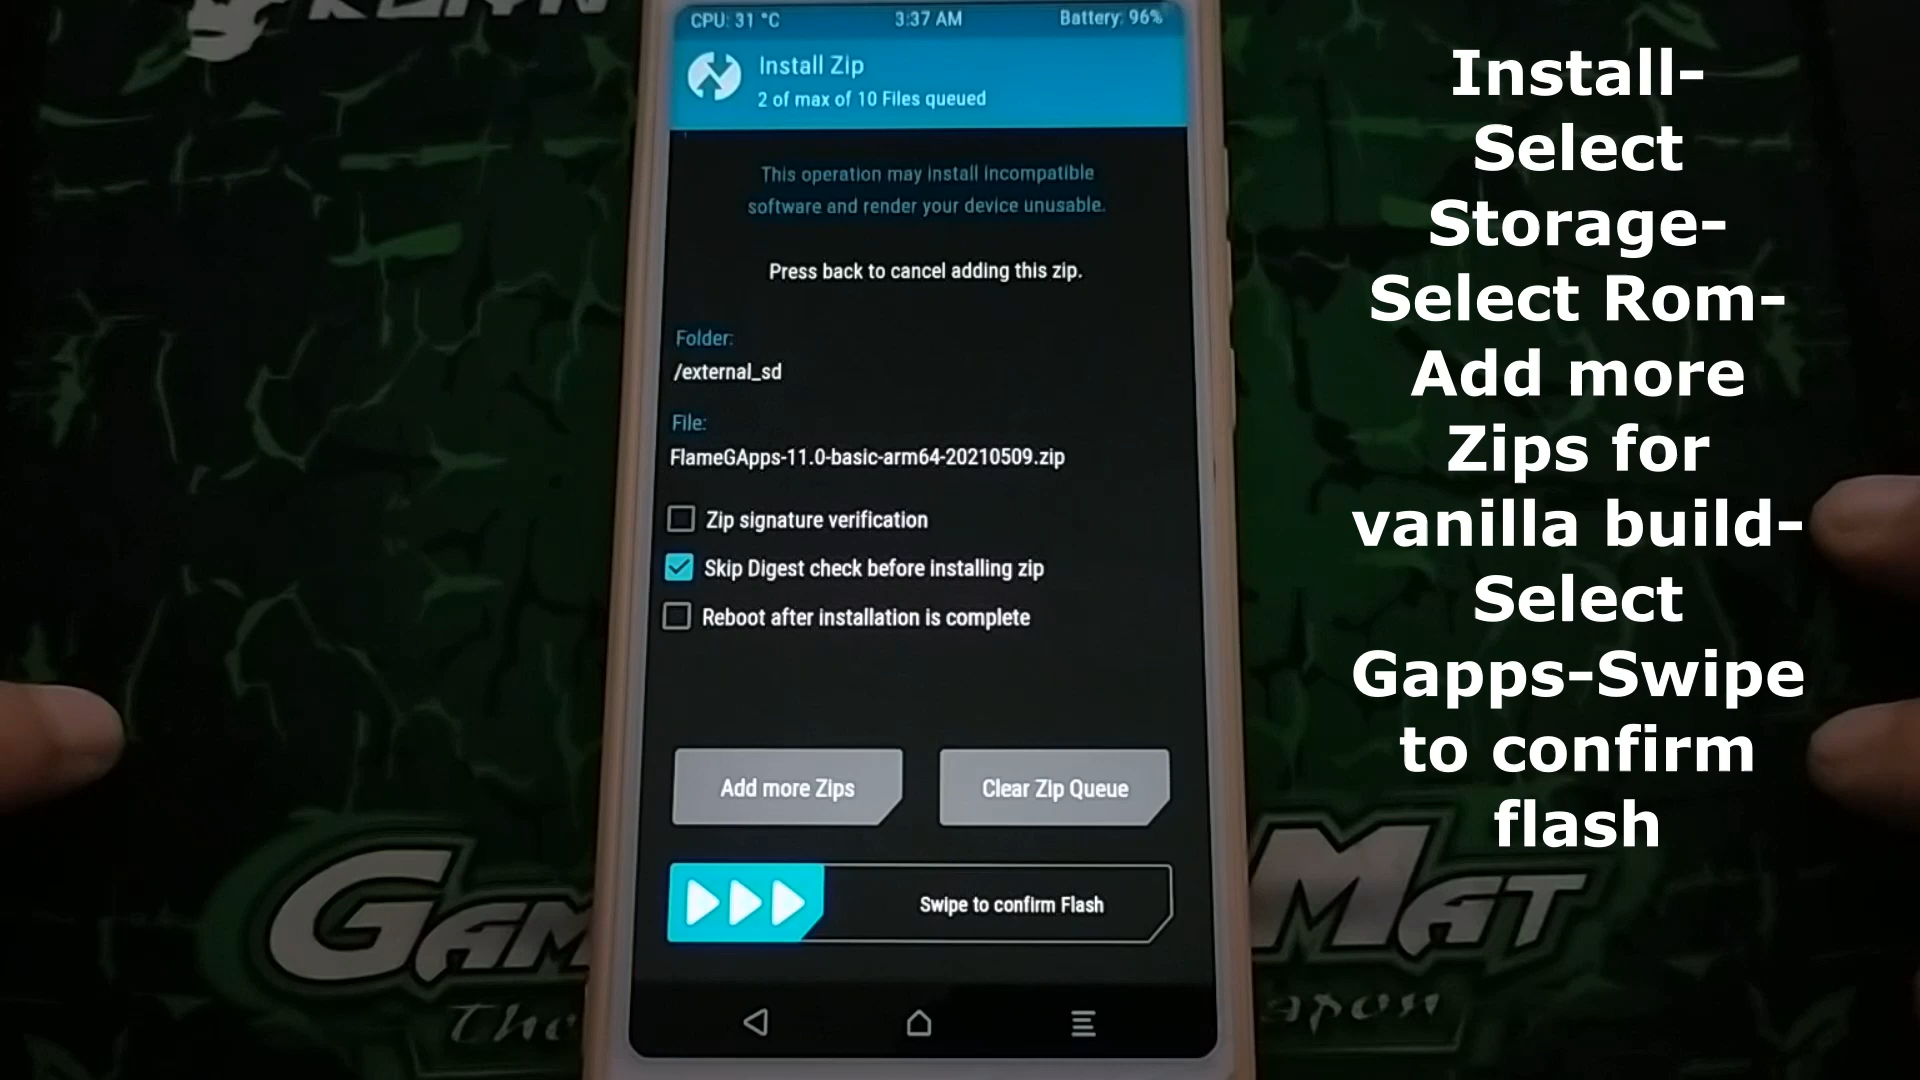 CPU: 31 °C 3:37 AM Battery: 96%
Install Zip
2 of max of 10 Files queued
This operation may install incompatible
software and render your device unusable.
Press back to cancel adding this zip.
Folder:
/external_sd
File:
FlameGApps-11.0-basic-arm64-20210509.zip
Zip signature verification
Skip Digest check before installing zip
Reboot after installation is complete
Add more Zips Clear Zip Queue
Swipe to confirm Flash
Install-
Select
Storage-
Select Rom-
Add more
Zips for
vanilla build-
Select
Gapps-Swipe
to confirm
flash
Mat